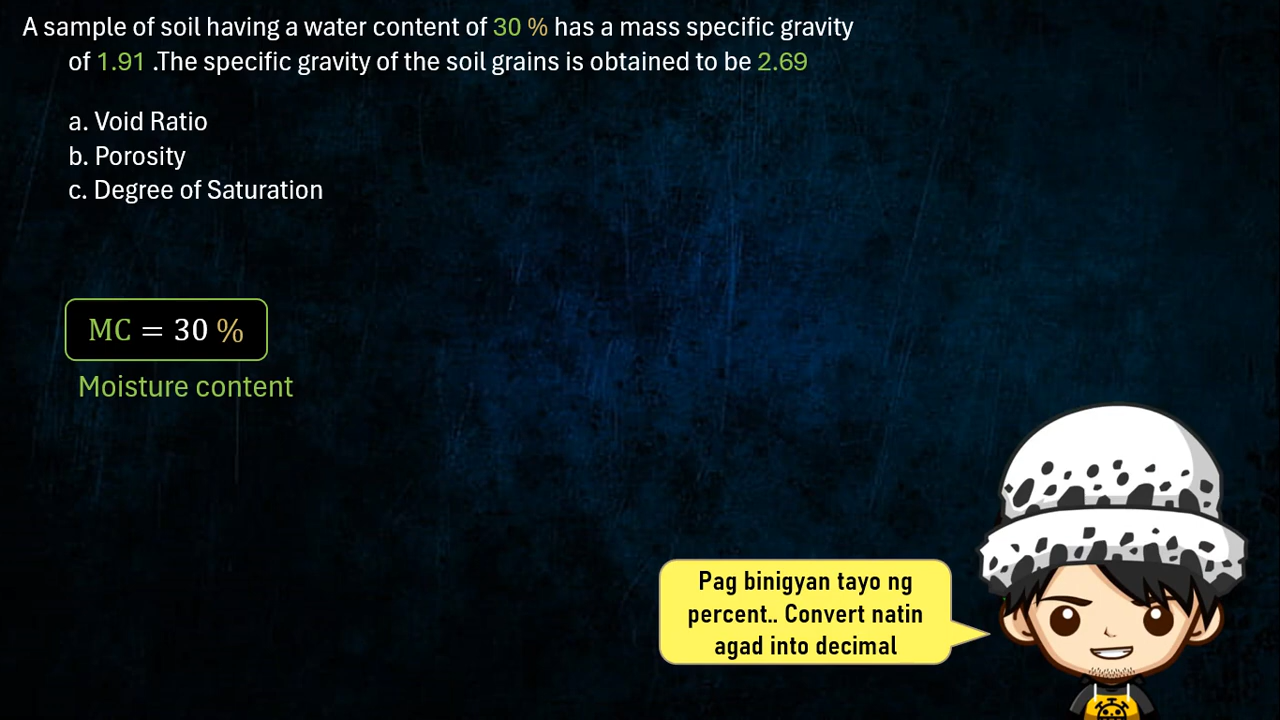 A sample of soil having a water content of 30 % has a mass specific gravity
of 1.91 .The specific gravity of the soil grains is obtained to be 2.69
a. Void Ratio
b. Porosity
c. Degree of Saturation
MC = 30 %
Moisture content
Pag binigyan tayo ng
percent.. Convert natin
agad into decimal